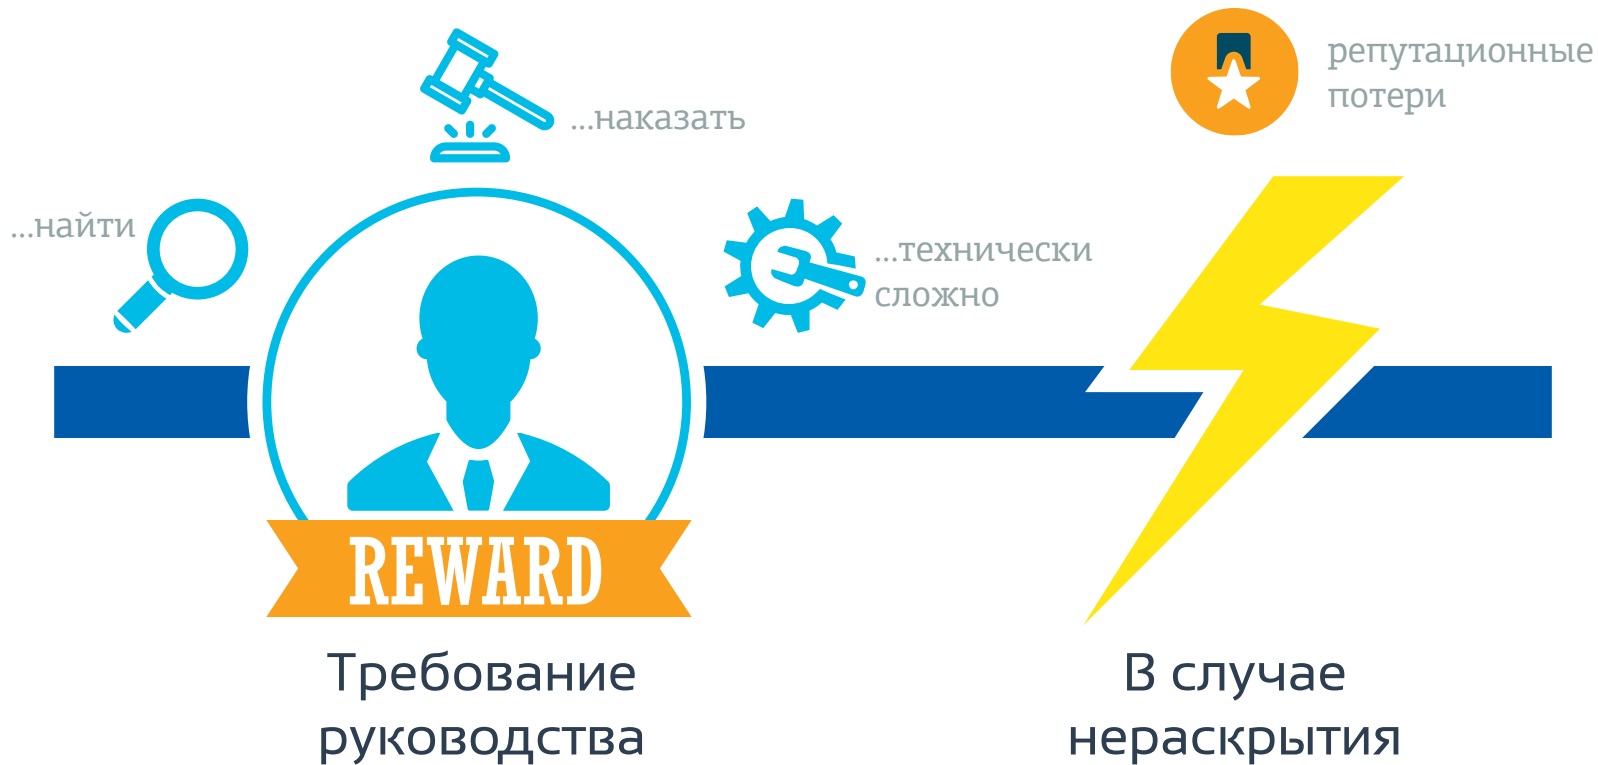 ...найти
...наказать
...технически
сложно
REWARD
Требование
руководства
репутационные
потери
В случае
нераскрытия